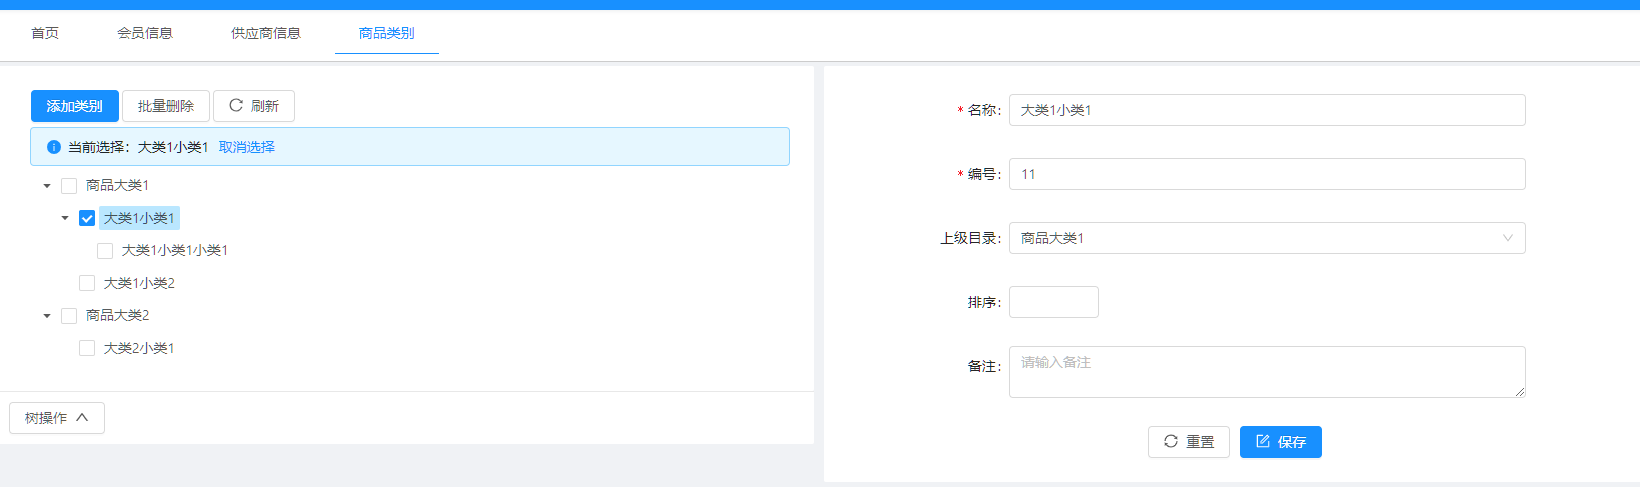 首页 会员信息 供应商信息 商品类别
添加类别 批量删除 刷新
当前选择：大类1小类1 取消选择
商品大类1
大类1小类1
大类1小类1小类1
大类1小类2
商品大类2
大类2小类1
树操作
* 名称： 大类1小类1
* 编号： 11
上级目录： 商品大类1
排序：
备注： 请输入备注
重置 保存